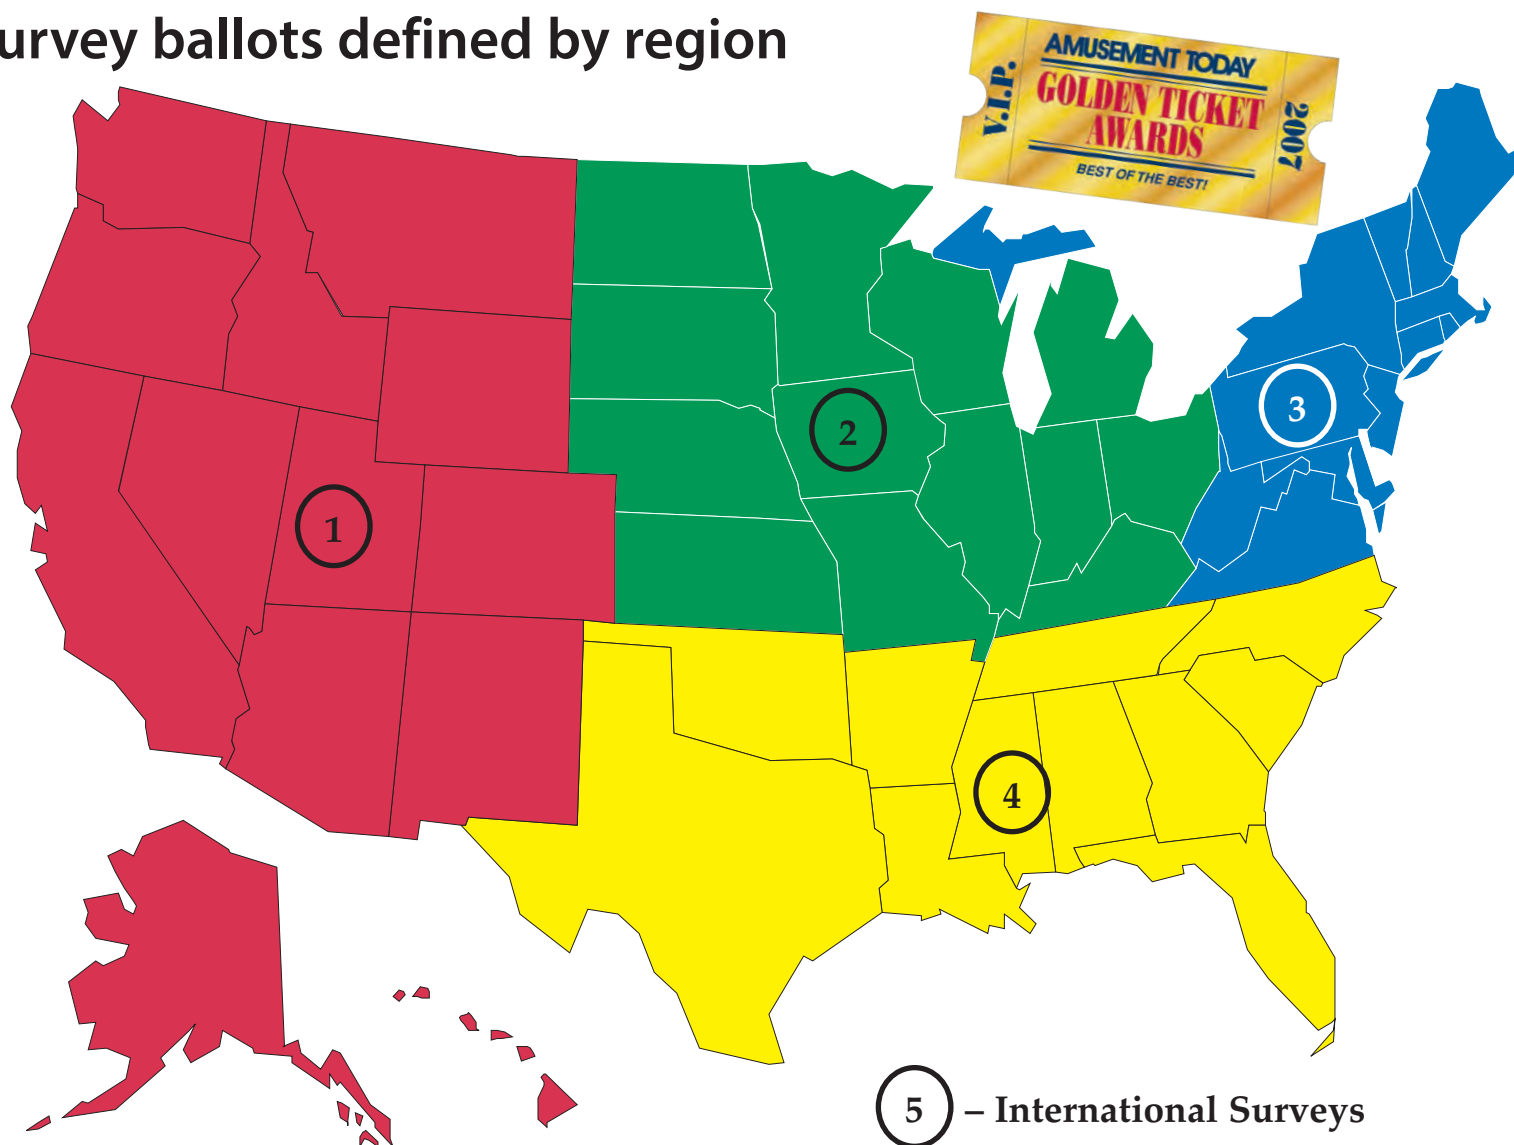 urvey ballots defined by region
AMUSEMENT TODAY
V.I.P.
GOLDEN TICKET
AWARDS
2007
BEST OF THE BEST!
3
2
1
4
5 – International Surveys